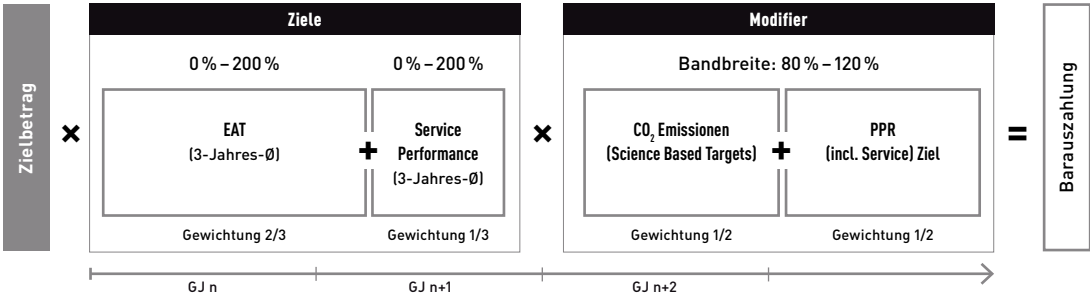 Zielbetrag
×
Ziele
0 % – 200 %
0 % – 200 %
EAT
(3-Jahres-Ø)
+
Service
Performance
(3-Jahres-Ø)
Gewichtung 2/3
Gewichtung 1/3
×
Modifier
Bandbreite: 80 % – 120 %
CO₂ Emissionen
(Science Based Targets)
+
PPR
(incl. Service) Ziel
Gewichtung 1/2
Gewichtung 1/2
=
Barauszahlung
GJ n
GJ n+1
GJ n+2